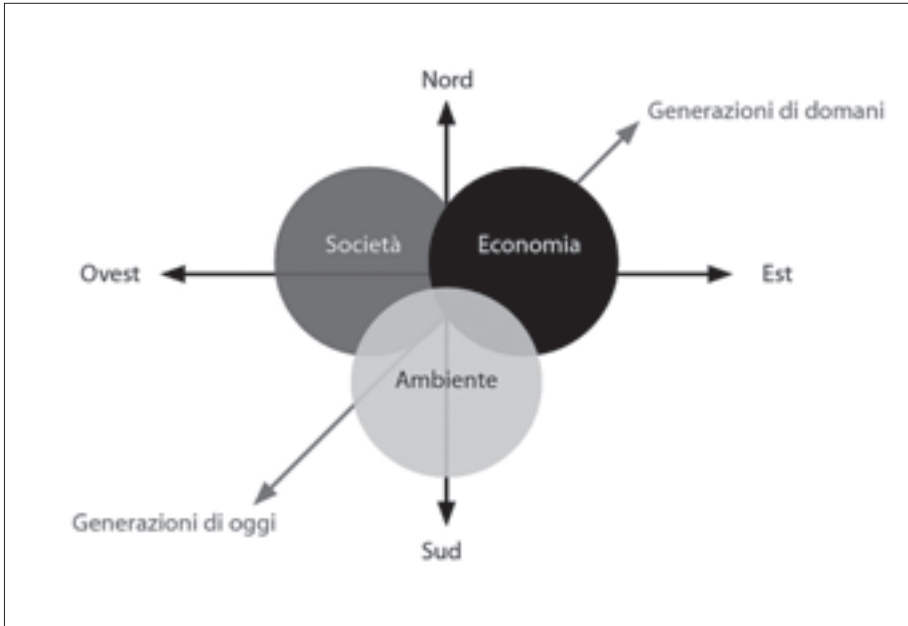 Nord
Generazioni di domani
Società
Economia
Ovest
Est
Ambiente
Generazioni di oggi
Sud